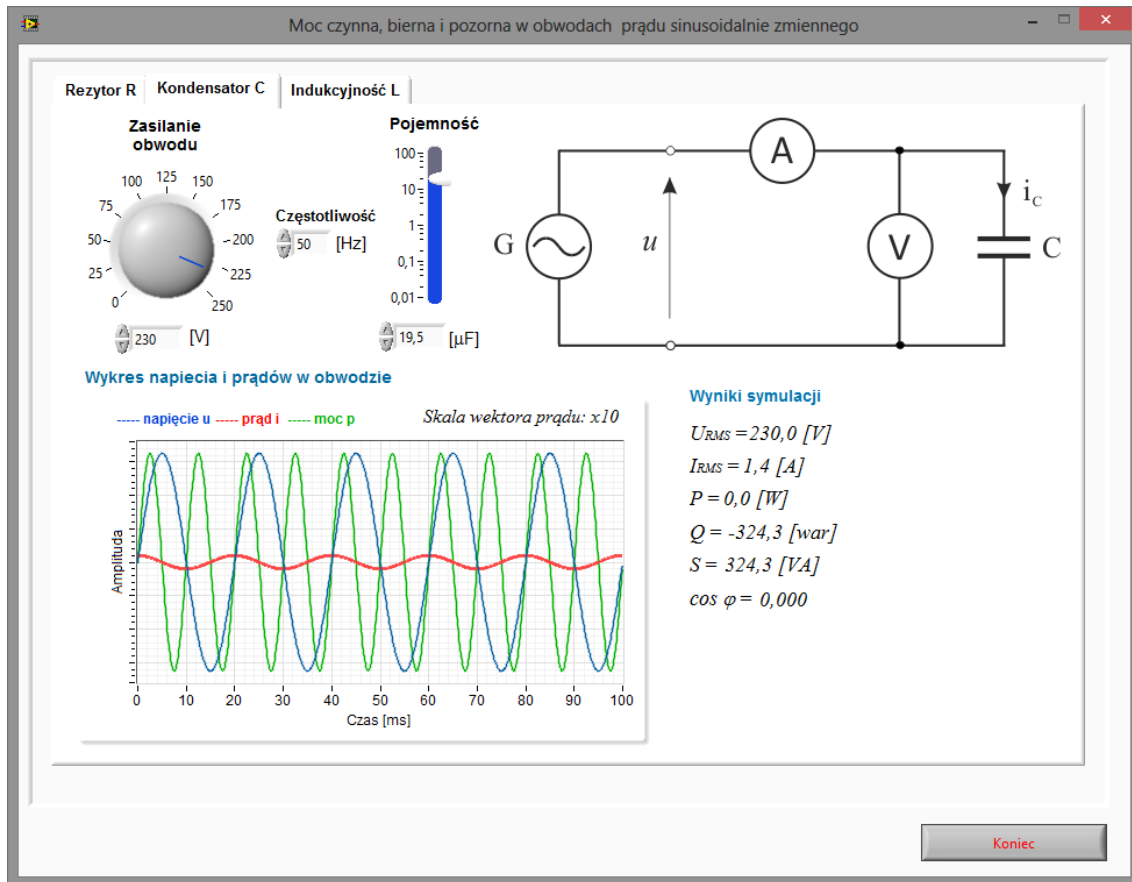 Moc czynna, bierna i pozorna w obwodach prądu sinusoidalnie zmiennego
Rezytor R
Kondensator C
Indukcyjność L
Zasilanie
obwodu
0
25
50
75
100
125
150
175
200
225
250
230 [V]
Częstotliwość
50 [Hz]
Pojemność
100
10
1
0,1
0,01
19,5 [µF]
G
u
A
V
i_C
C
Wykres napiecia i prądów w obwodzie
----- napięcie u ----- prąd i ----- moc p
Skala wektora prądu: x10
Amplituda
0 10 20 30 40 50 60 70 80 90 100
Czas [ms]
Wyniki symulacji
URMS =230,0 [V]
IRMS = 1,4 [A]
P = 0,0 [W]
Q = -324,3 [war]
S = 324,3 [VA]
cos φ = 0,000
Koniec